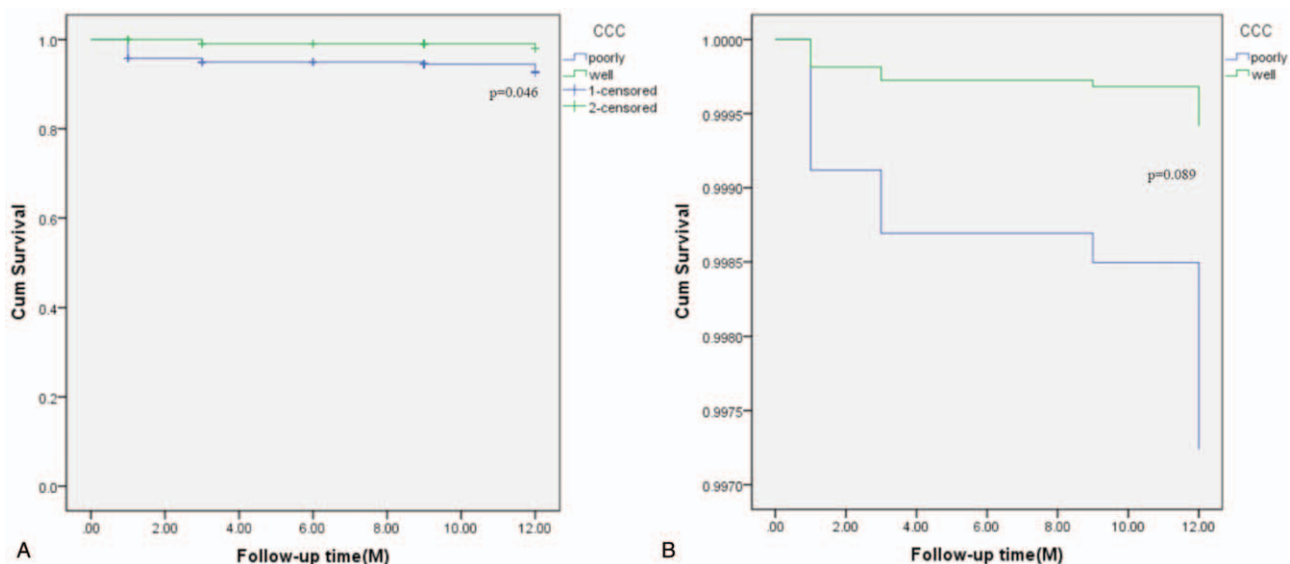 CCC
poorly
well
1-censored
2-censored
p=0.046
1.0
0.8
0.6
0.4
0.2
0.0
Cum Survival
.00 2.00 4.00 6.00 8.00 10.00 12.00
Follow-up time(M)
A
CCC
poorly
well
p=0.089
1.0000
0.9995
0.9990
0.9985
0.9980
0.9975
0.9970
Cum Survival
.00 2.00 4.00 6.00 8.00 10.00 12.00
Follow-up time(M)
B